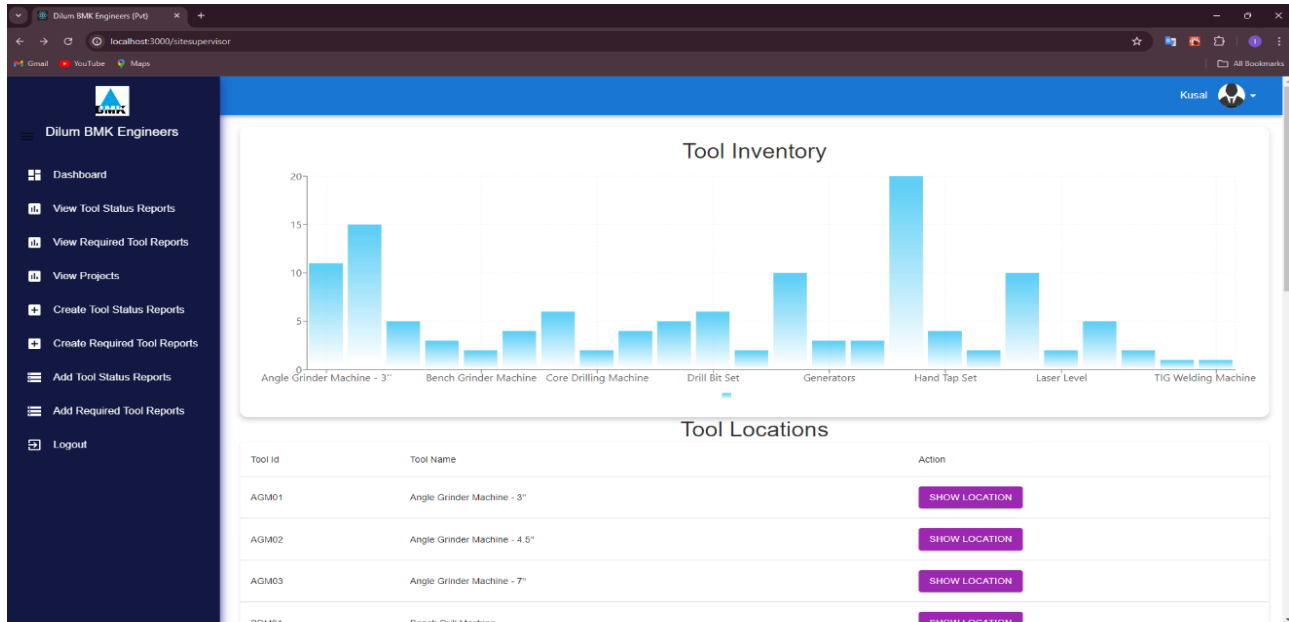 Dilum BMK Engineers (Pvt)
localhost:3000/sitesupervisor
Gmail YouTube Maps All Bookmarks
BMK
Dilum BMK Engineers
Kusal
Dashboard
View Tool Status Reports
View Required Tool Reports
View Projects
Create Tool Status Reports
Create Required Tool Reports
Add Tool Status Reports
Add Required Tool Reports
Logout
Tool Inventory
20
15
10
5
0
Angle Grinder Machine - 3" Bench Grinder Machine Core Drilling Machine Drill Bit Set Generators Hand Tap Set Laser Level TIG Welding Machine
Tool Locations
Tool Id Tool Name Action
AGM01 Angle Grinder Machine - 3" SHOW LOCATION
AGM02 Angle Grinder Machine - 4.5" SHOW LOCATION
AGM03 Angle Grinder Machine - 7" SHOW LOCATION
SHOW LOCATION